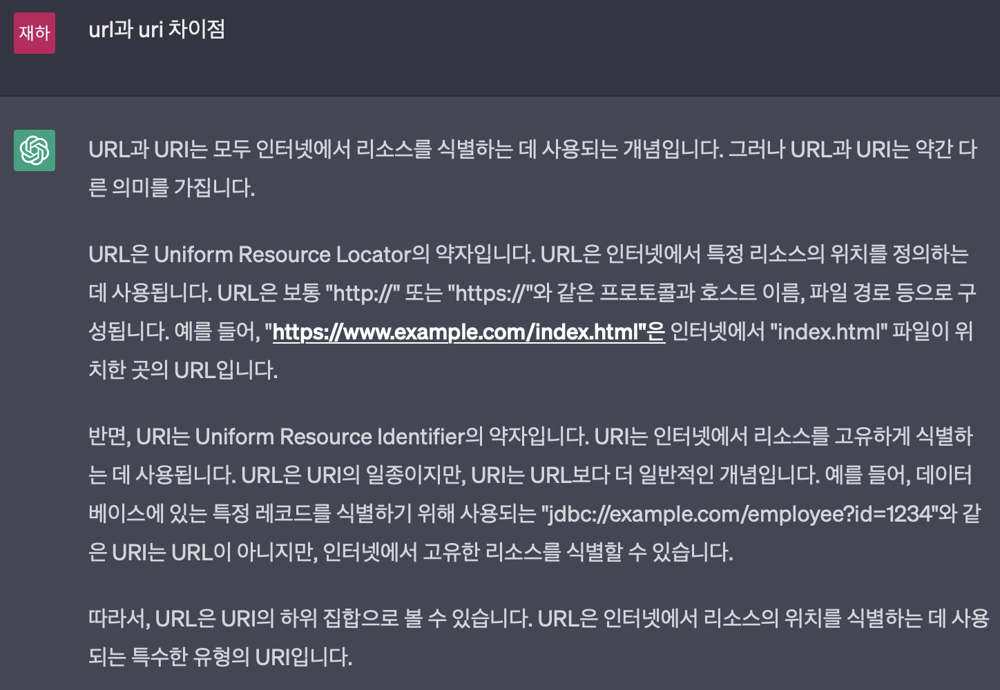 재하
url과 uri 차이점
URL과 URI는 모두 인터넷에서 리소스를 식별하는 데 사용되는 개념입니다. 그러나 URL과 URI는 약간 다
른 의미를 가집니다.
URL은 Uniform Resource Locator의 약자입니다. URL은 인터넷에서 특정 리소스의 위치를 정의하는
데 사용됩니다. URL은 보통 "http://" 또는 "https://"와 같은 프로토콜과 호스트 이름, 파일 경로 등으로 구
성됩니다. 예를 들어, "https://www.example.com/index.html"은 인터넷에서 "index.html" 파일이 위
치한 곳의 URL입니다.
반면, URI는 Uniform Resource Identifier의 약자입니다. URI는 인터넷에서 리소스를 고유하게 식별하
는 데 사용됩니다. URL은 URI의 일종이지만, URI는 URL보다 더 일반적인 개념입니다. 예를 들어, 데이터
베이스에 있는 특정 레코드를 식별하기 위해 사용되는 "jdbc://example.com/employee?id=1234"와 같
은 URI는 URL이 아니지만, 인터넷에서 고유한 리소스를 식별할 수 있습니다.
따라서, URL은 URI의 하위 집합으로 볼 수 있습니다. URL은 인터넷에서 리소스의 위치를 식별하는 데 사용
되는 특수한 유형의 URI입니다.